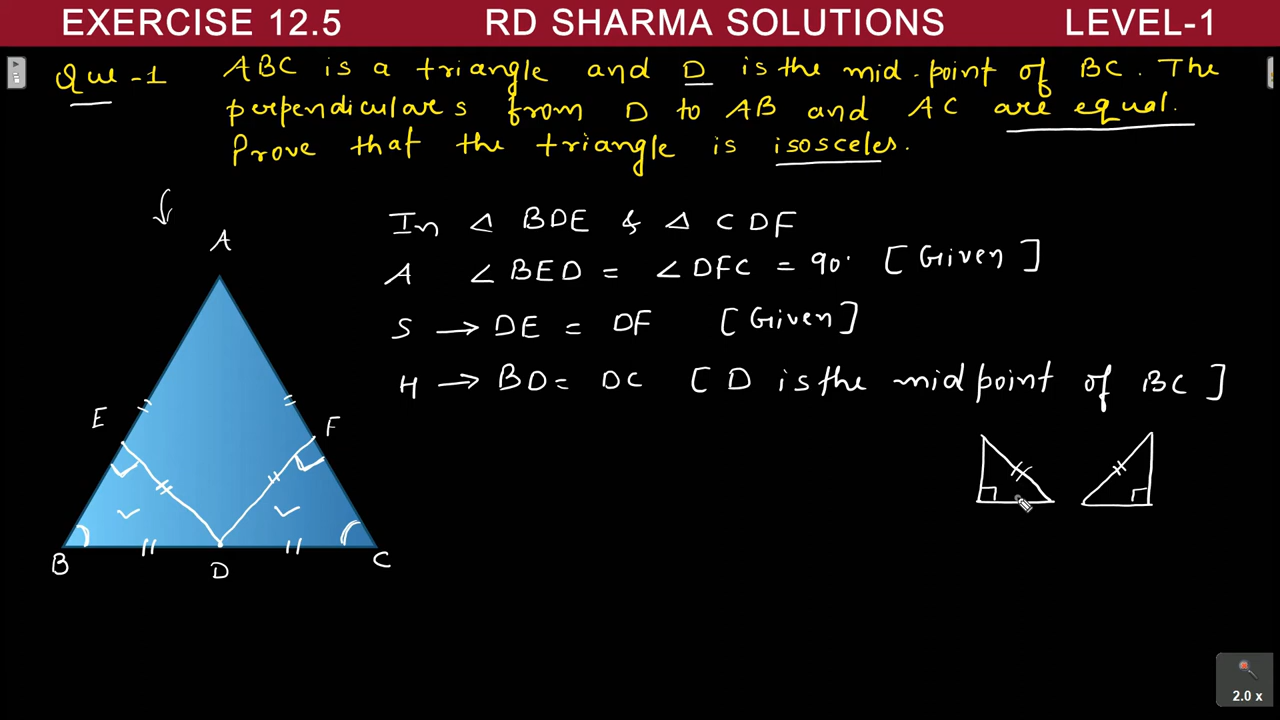 EXERCISE 12.5 RD SHARMA SOLUTIONS LEVEL-1
Que-1 ABC is a triangle and D is the mid-point of BC. The
perpendiculars from D to AB and AC are equal.
Prove that the triangle is isosceles.
In △ BDE & △ CDF
A ∠BED = ∠DFC = 90° [Given]
S → DE = DF [Given]
H → BD = DC [D is the midpoint of BC]
A
E
F
B
D
C
2.0 x